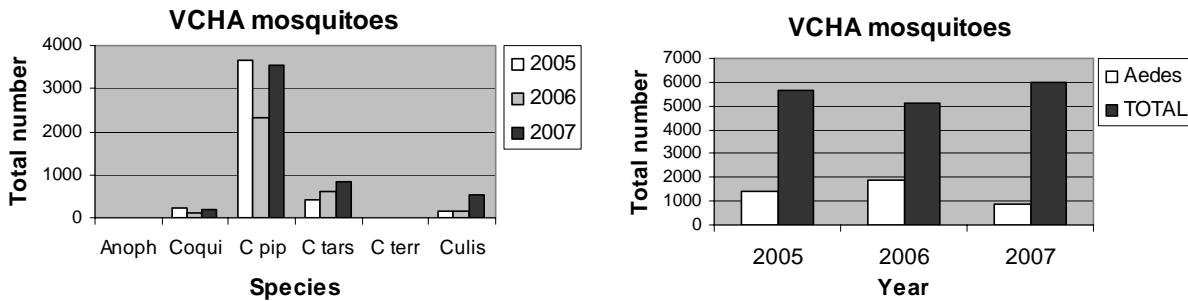 VCHA mosquitoes
Total number
4000
3000
2000
1000
0
Anoph Coqui C pip C tars C terr Culis
Species
2005
2006
2007
VCHA mosquitoes
Total number
7000
6000
5000
4000
3000
2000
1000
0
2005 2006 2007
Year
Aedes
TOTAL